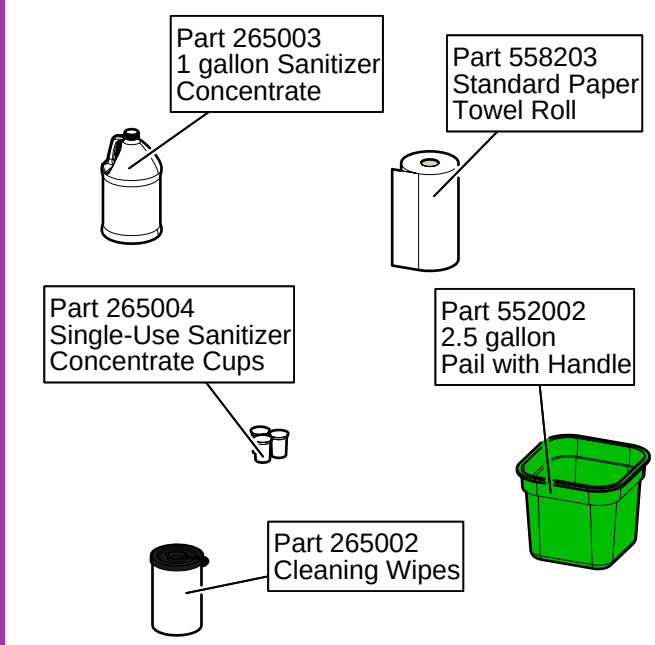 Part 265003
1 gallon Sanitizer
Concentrate
Part 558203
Standard Paper
Towel Roll
Part 265004
Single-Use Sanitizer
Concentrate Cups
Part 552002
2.5 gallon
Pail with Handle
Part 265002
Cleaning Wipes